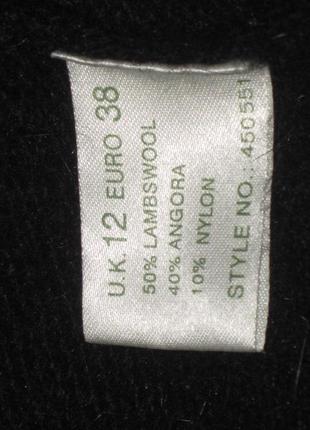 U.K. 12 EURO 38
50% LAMBSWOOL
40% ANGORA
10% NYLON
STYLE NO.: 450551